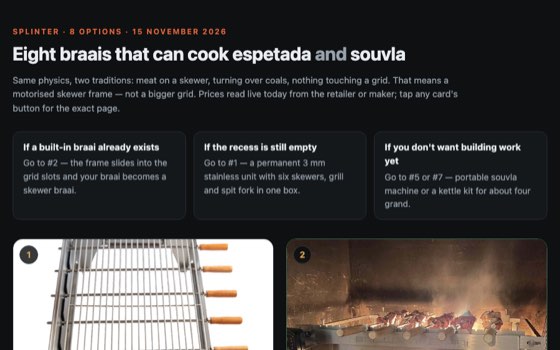 SPLINTER · 8 OPTIONS · 15 NOVEMBER 2026
Eight braais that can cook espetada and souvla
Same physics, two traditions: meat on a skewer, turning over coals, nothing touching a grid. That means a
motorised skewer frame — not a bigger grid. Prices read live today from the retailer or maker; tap any card's
button for the exact page.
If a built-in braai already exists
Go to #2 — the frame slides into the
grid slots and your braai becomes a
skewer braai.
If the recess is still empty
Go to #1 — a permanent 3 mm
stainless unit with six skewers, grill
and spit fork in one box.
If you don't want building work
yet
Go to #5 or #7 — portable souvla
machine or a kettle kit for about four
grand.
1
2